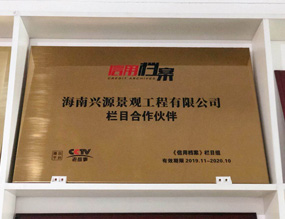 信用档案
CREDIT ARCHIVES
海南兴源景观工程有限公司
栏目合作伙伴
CCTV
《信用档案》栏目组
有效期限 2019.11-2020.10